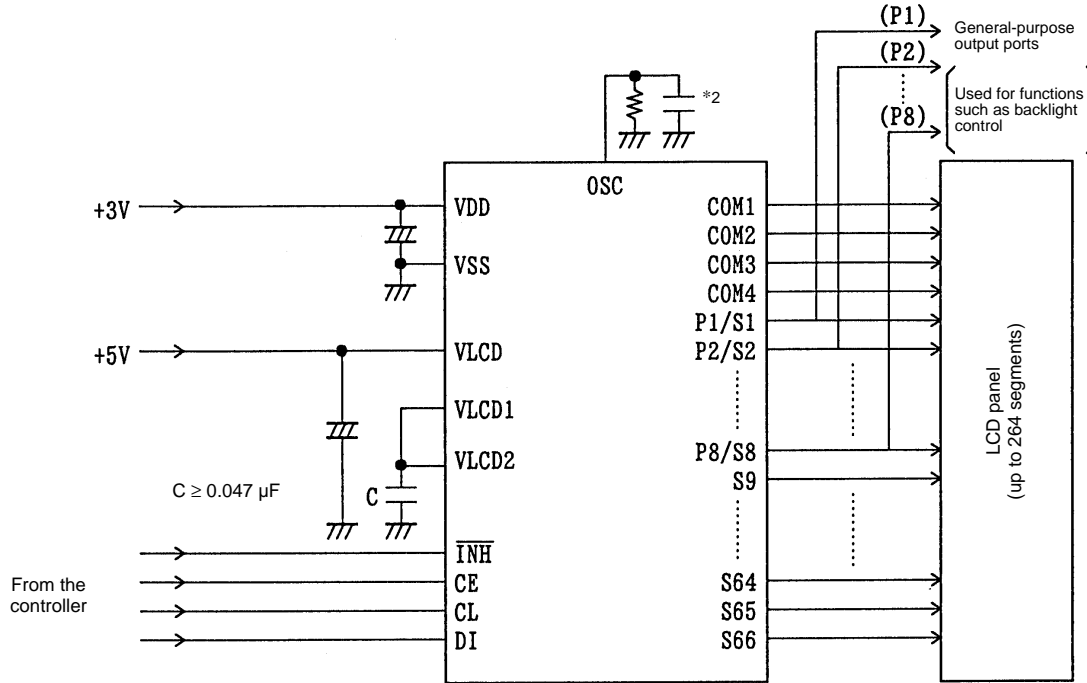 (P1)
General-purpose
output ports
(P2)
*2
Used for functions
such as backlight
control
(P8)
OSC
+3V
VDD
COM1
COM2
VSS
COM3
COM4
P1/S1
+5V
VLCD
P2/S2
VLCD1
VLCD2
P8/S8
C ≥ 0.047 µF
C
S9
LCD panel
(up to 264 segments)
INH
From the
controller
CE
S64
CL
S65
DI
S66